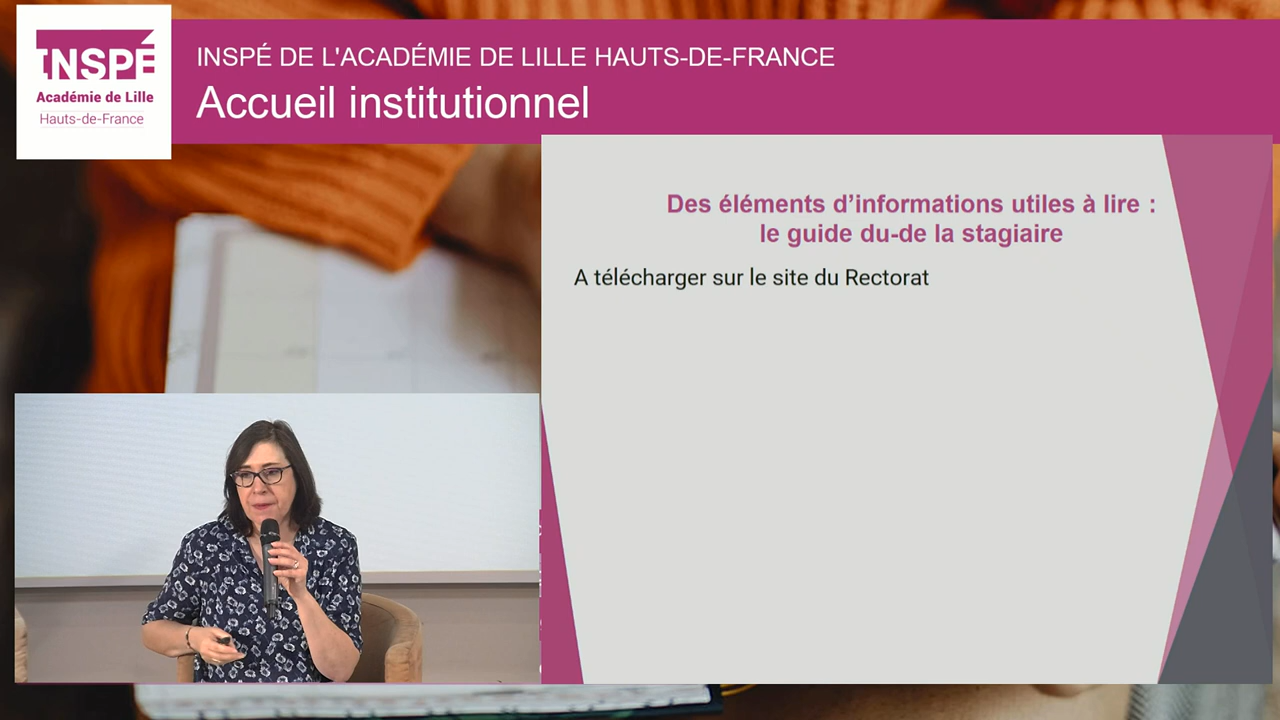 INSPÉ
Académie de Lille
Hauts-de-France
INSPÉ DE L'ACADÉMIE DE LILLE HAUTS-DE-FRANCE
Accueil institutionnel
Des éléments d’informations utiles à lire :
le guide du-de la stagiaire
A télécharger sur le site du Rectorat